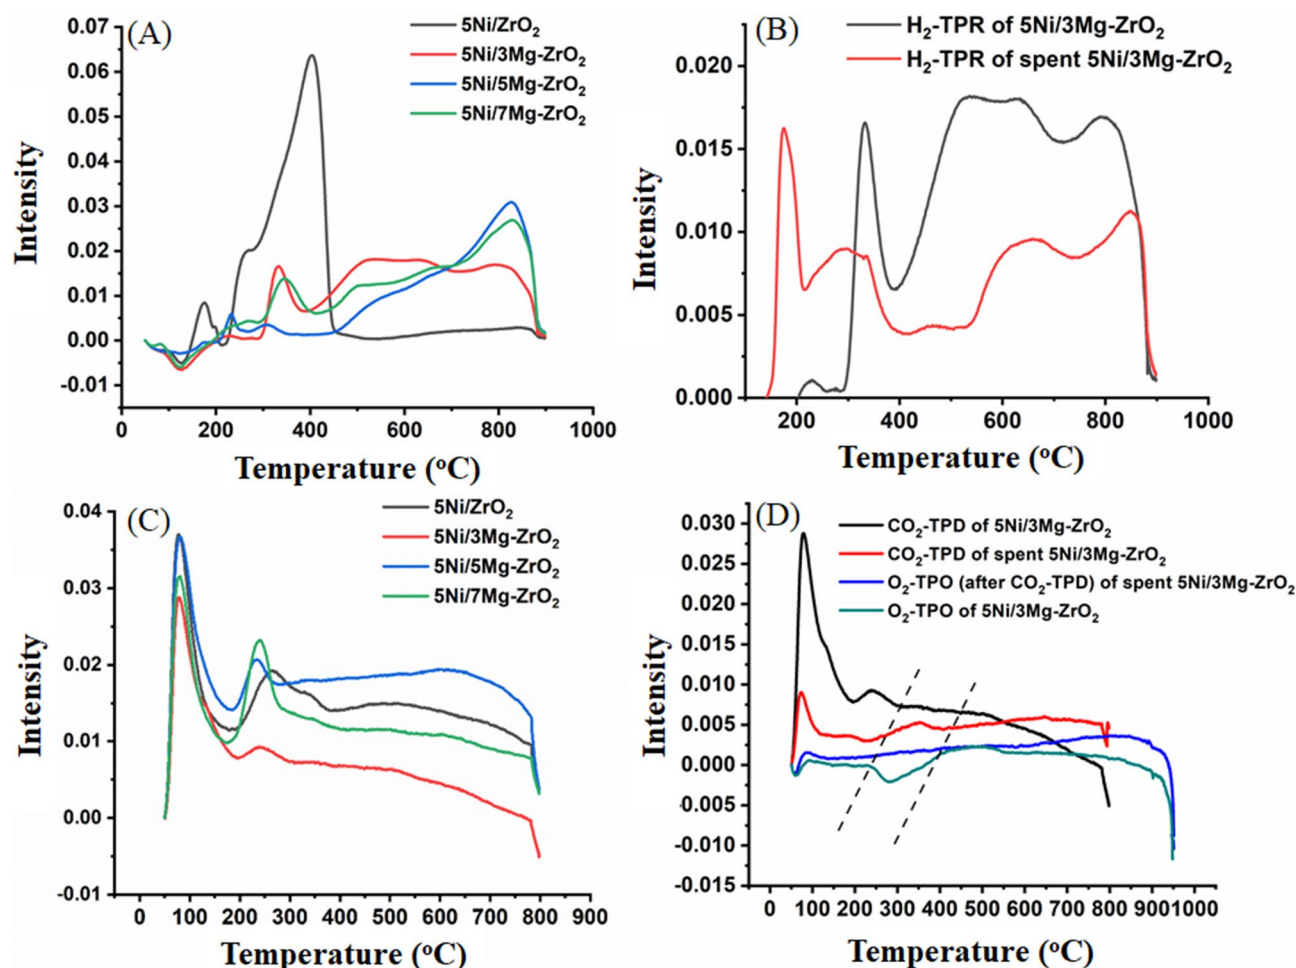 (A)
5Ni/ZrO₂
5Ni/3Mg-ZrO₂
5Ni/5Mg-ZrO₂
5Ni/7Mg-ZrO₂
0.07
0.06
0.05
0.04
0.03
0.02
0.01
0.00
-0.01
Intensity
0 200 400 600 800 1000
Temperature (°C)
(B)
H₂-TPR of 5Ni/3Mg-ZrO₂
H₂-TPR of spent 5Ni/3Mg-ZrO₂
0.020
0.015
0.010
0.005
0.000
Intensity
200 400 600 800 1000
Temperature (°C)
(C)
5Ni/ZrO₂
5Ni/3Mg-ZrO₂
5Ni/5Mg-ZrO₂
5Ni/7Mg-ZrO₂
0.04
0.03
0.02
0.01
0.00
-0.01
Intensity
0 100 200 300 400 500 600 700 800 900
Temperature (°C)
(D)
CO₂-TPD of 5Ni/3Mg-ZrO₂
CO₂-TPD of spent 5Ni/3Mg-ZrO₂
O₂-TPO (after CO₂-TPD) of spent 5Ni/3Mg-ZrO₂
O₂-TPO of 5Ni/3Mg-ZrO₂
0.030
0.025
0.020
0.015
0.010
0.005
0.000
-0.005
-0.010
-0.015
Intensity
0 100 200 300 400 500 600 700 800 900 1000
Temperature (°C)